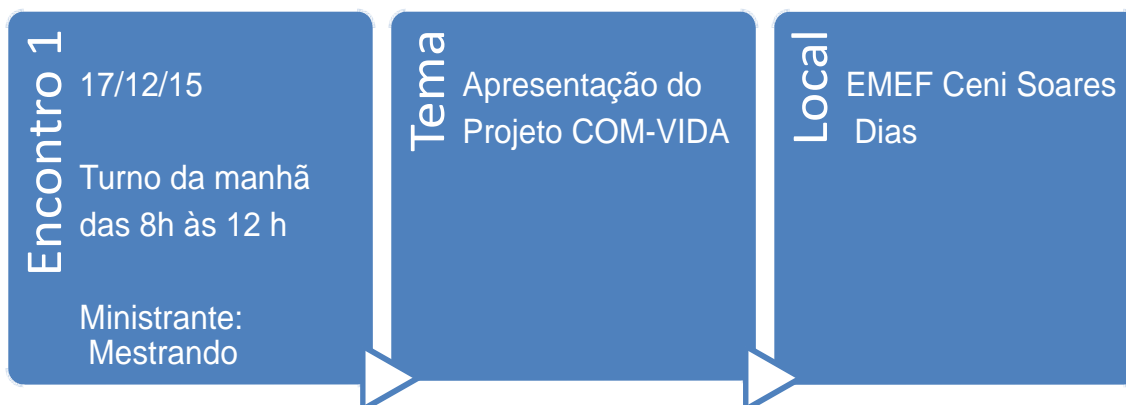 Encontro 1
17/12/15
Turno da manhã
das 8h às 12 h
Ministrante:
Mestrando
Tema
Apresentação do
Projeto COM-VIDA
Local
EMEF Ceni Soares
Dias